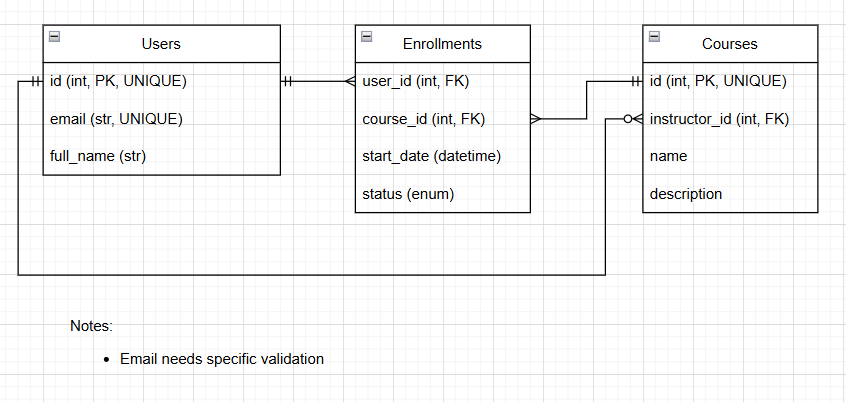 Users
id (int, PK, UNIQUE)
email (str, UNIQUE)
full_name (str)
Enrollments
user_id (int, FK)
course_id (int, FK)
start_date (datetime)
status (enum)
Courses
id (int, PK, UNIQUE)
instructor_id (int, FK)
name
description
Notes:
• Email needs specific validation